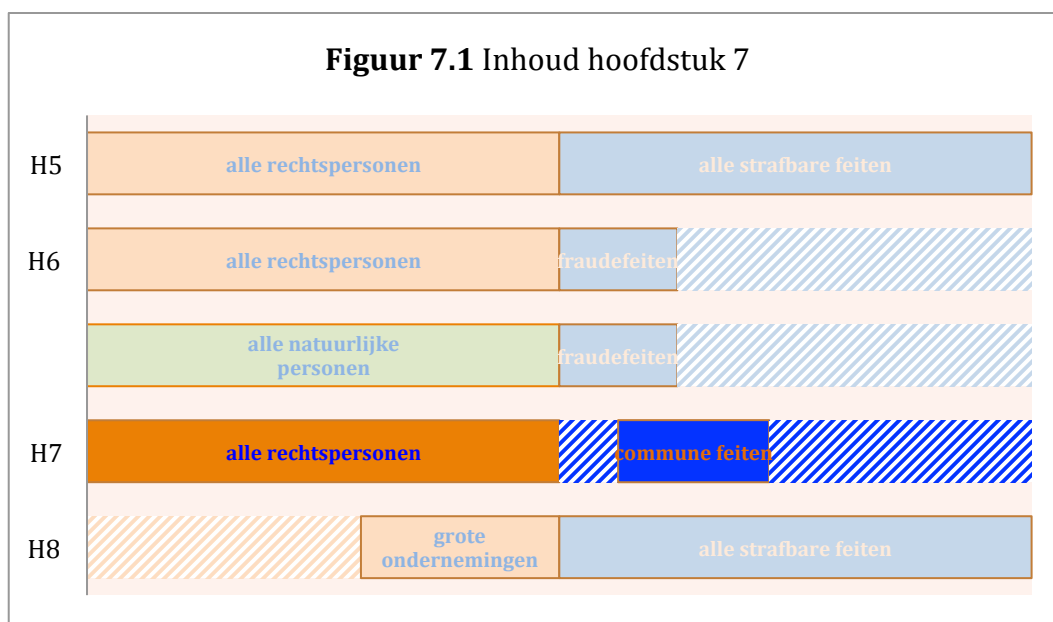 Figuur 7.1 Inhoud hoofdstuk 7
H5 alle rechtspersonen alle strafbare feiten
H6 alle rechtspersonen fraudefeiten
alle natuurlijke
personen fraudefeiten
H7 alle rechtspersonen commune feiten
H8 grote
ondernemingen alle strafbare feiten